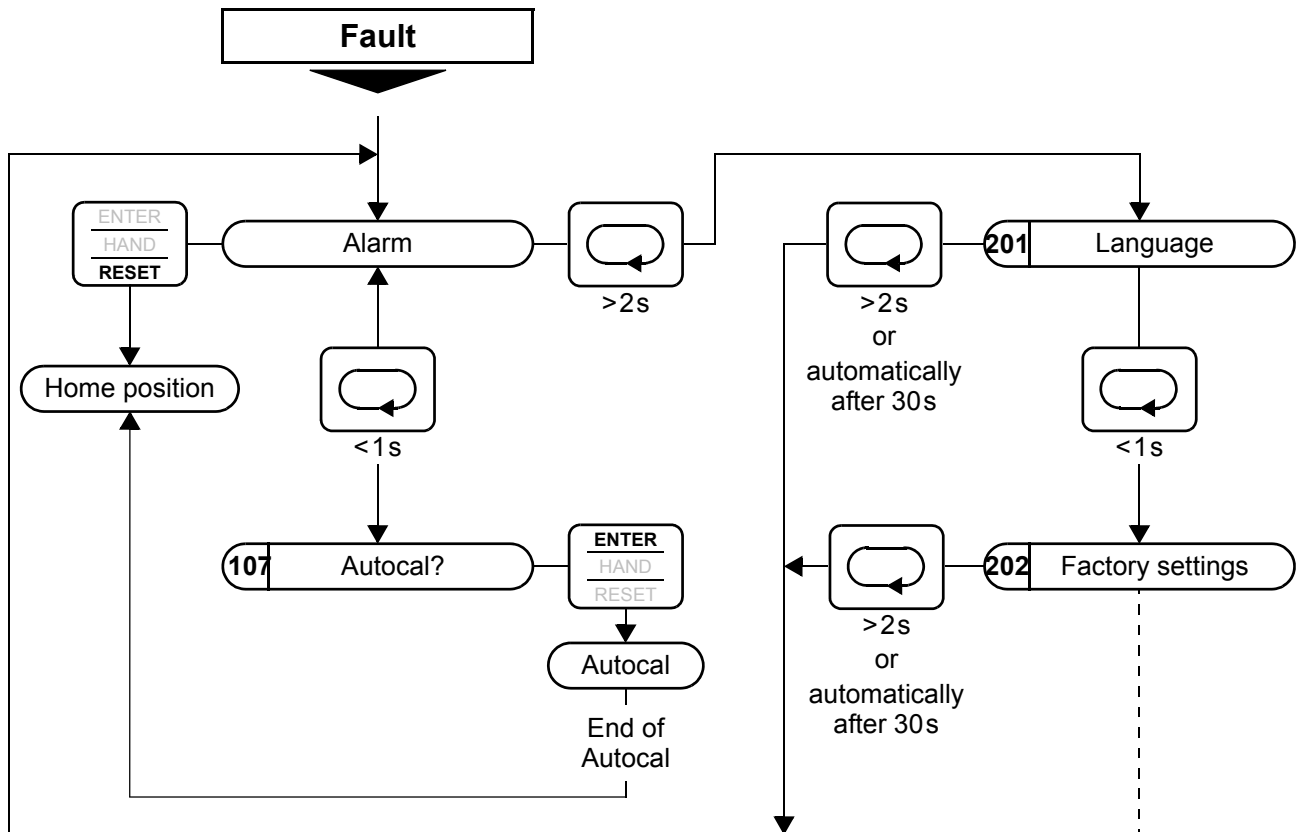 Fault
ENTER
HAND
RESET
Alarm
>2s
201 Language
>2s
or
automatically
after 30s
Home position
<1s
<1s
107 Autocal?
ENTER
HAND
RESET
202 Factory settings
>2s
or
automatically
after 30s
Autocal
End of
Autocal